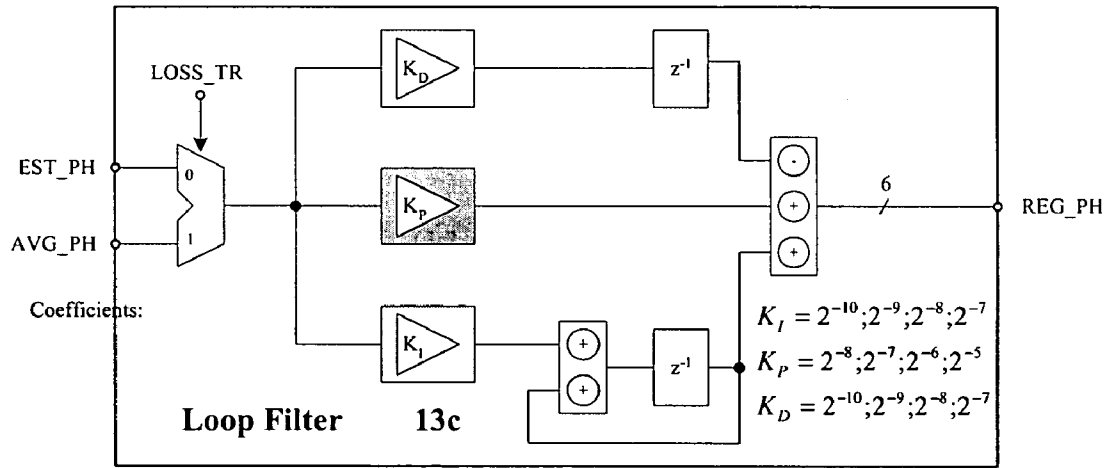 LOSS_TR
EST_PH
AVG_PH
0
1
K_D
z⁻¹
K_P
K_I
+
+
z⁻¹
-
+
+
6
REG_PH
Coefficients:
K_I = 2⁻¹⁰;2⁻⁹;2⁻⁸;2⁻⁷
K_P = 2⁻⁸;2⁻⁷;2⁻⁶;2⁻⁵
K_D = 2⁻¹⁰;2⁻⁹;2⁻⁸;2⁻⁷
Loop Filter 13c